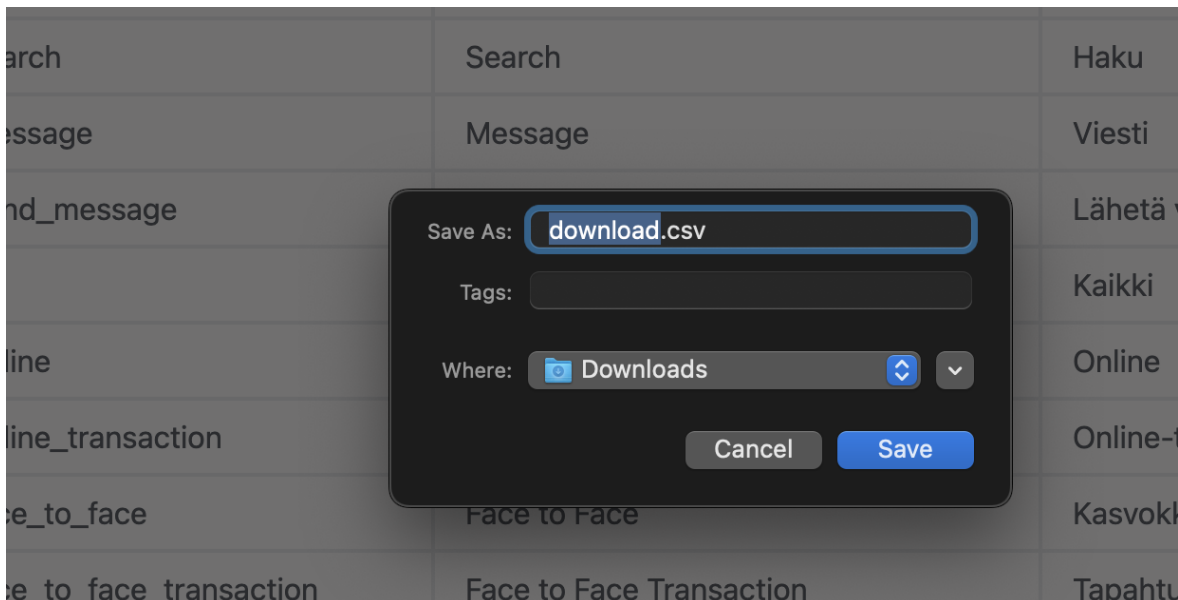 arch Search Haku
essage Message Viesti
nd_message Lähetä
Save As: download.csv
Tags:
Kaikki
Where: Downloads
line Online
line_transaction Online-t
Cancel Save
ce_to_face Face to Face Kasvokk
ce_to_face_transaction Face to Face Transaction Tapahtu